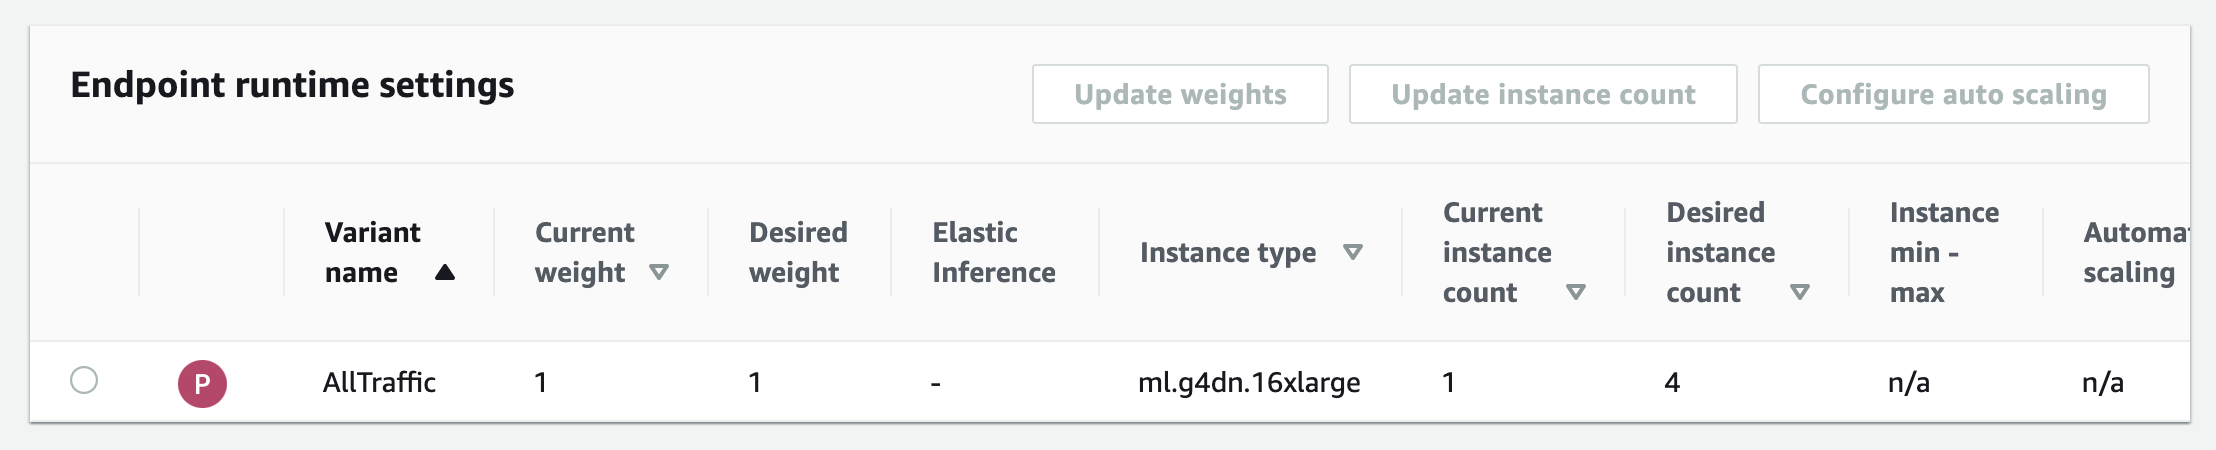 Endpoint runtime settings
Update weights
Update instance count
Configure auto scaling
Variant
name
Current
weight
Desired
weight
Elastic
Inference
Instance type
Current
instance
count
Desired
instance
count
Instance
min -
max
Automa
scaling
P
AllTraffic
1
1
-
ml.g4dn.16xlarge
1
4
n/a
n/a